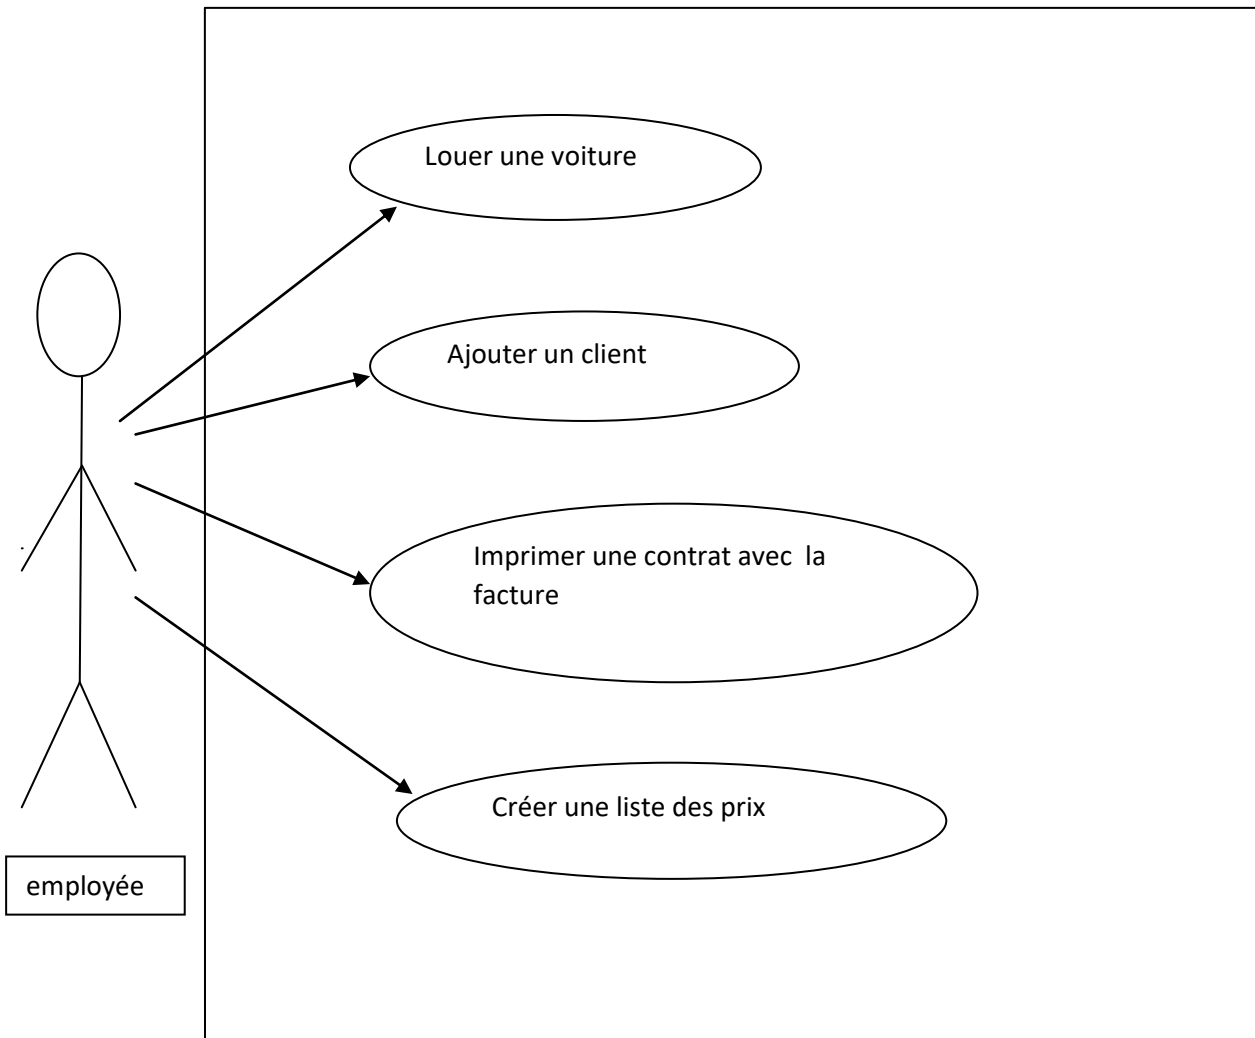 Louer une voiture
Ajouter un client
Imprimer une contrat avec  la
facture
Créer une liste des prix
employée